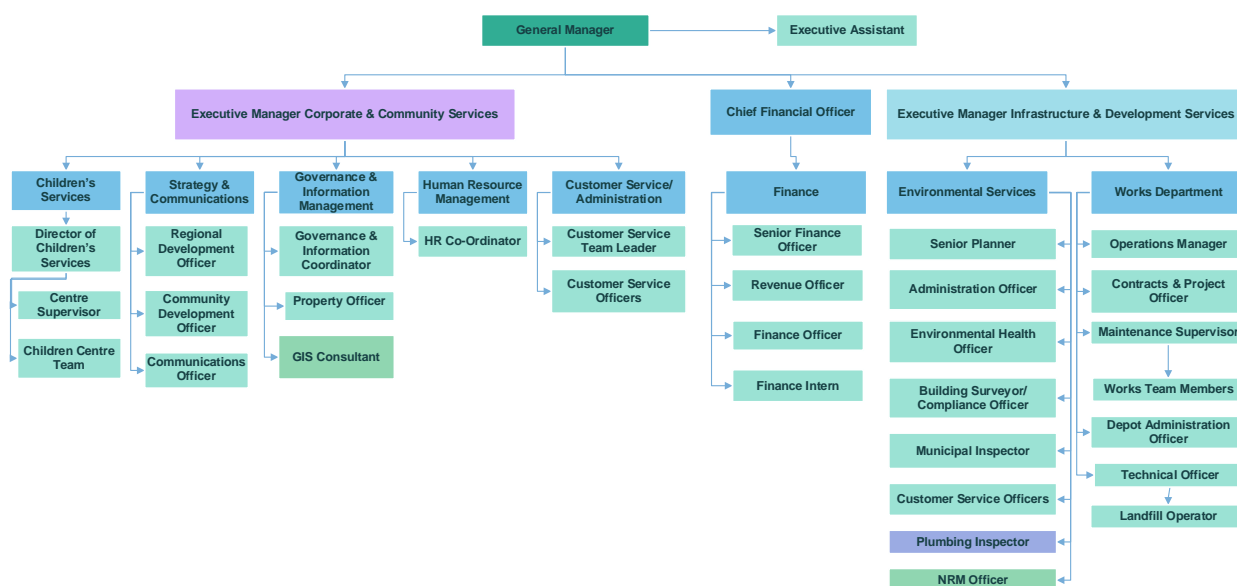 General Manager
Executive Assistant
Executive Manager Corporate & Community Services
Chief Financial Officer
Executive Manager Infrastructure & Development Services
Children's
Services
Strategy &
Communications
Governance &
Information
Management
Human Resource
Management
Customer Service/
Administration
Finance
Environmental Services
Works Department
Director of
Children's
Services
Centre
Supervisor
Children Centre
Team
Regional
Development
Officer
Community
Development
Officer
Communications
Officer
Governance &
Information
Coordinator
Property Officer
GIS Consultant
HR Co-Ordinator
Customer Service
Team Leader
Customer Service
Officers
Senior Finance
Officer
Revenue Officer
Finance Officer
Finance Intern
Senior Planner
Administration Officer
Environmental Health
Officer
Building Surveyor/
Compliance Officer
Municipal Inspector
Customer Service Officers
Plumbing Inspector
NRM Officer
Operations Manager
Contracts & Project
Officer
Maintenance Supervisor
Works Team Members
Depot Administration
Officer
Technical Officer
Landfill Operator